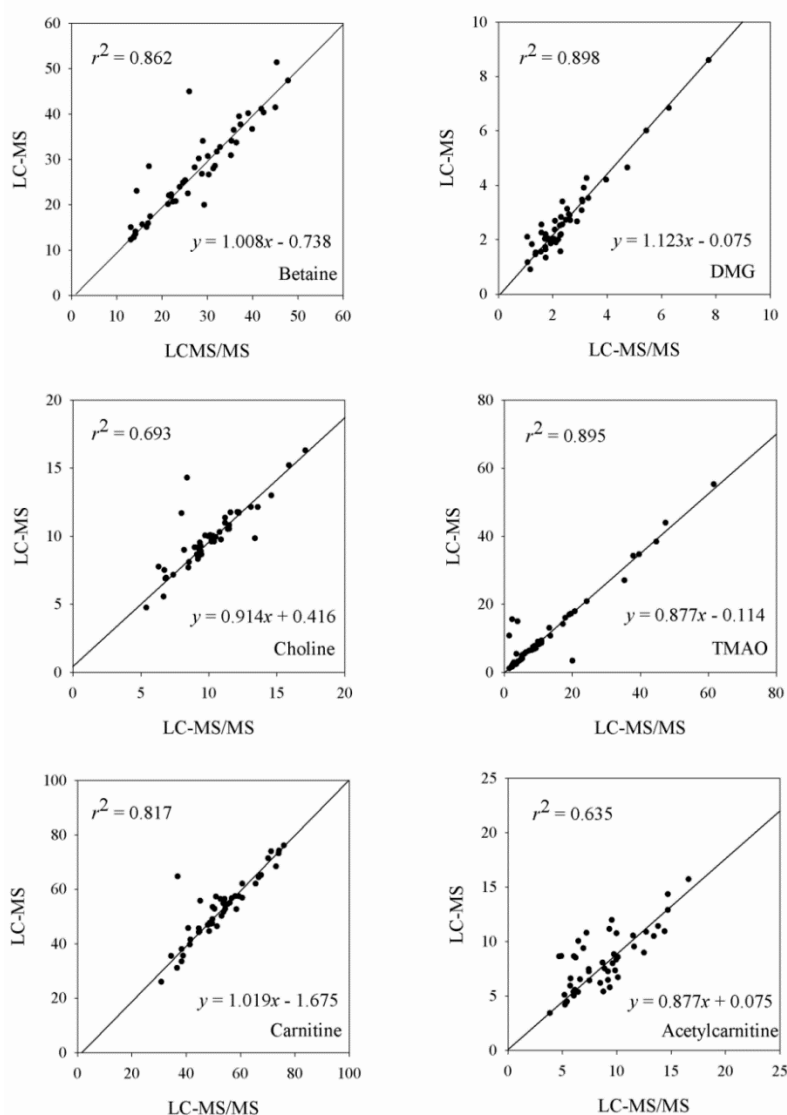 60
50
r² = 0.862
40
LC-MS
30
20
10
y = 1.008x - 0.738
Betaine
0
0 10 20 30 40 50 60
LCMS/MS
10
r² = 0.898
8
6
LC-MS
4
2
y = 1.123x - 0.075
DMG
0
0 2 4 6 8 10
LC-MS/MS
20
r² = 0.693
15
LC-MS
10
5
y = 0.914x + 0.416
Choline
0
0 5 10 15 20
LC-MS/MS
80
r² = 0.895
60
LC-MS
40
20
y = 0.877x - 0.114
TMAO
0
0 20 40 60 80
LC-MS/MS
100
r² = 0.817
80
60
LC-MS
40
20
y = 1.019x - 1.675
Carnitine
0
0 20 40 60 80 100
LC-MS/MS
25
r² = 0.635
20
15
LC-MS
10
5
y = 0.877x + 0.075
Acetylcarnitine
0
0 5 10 15 20 25
LC-MS/MS